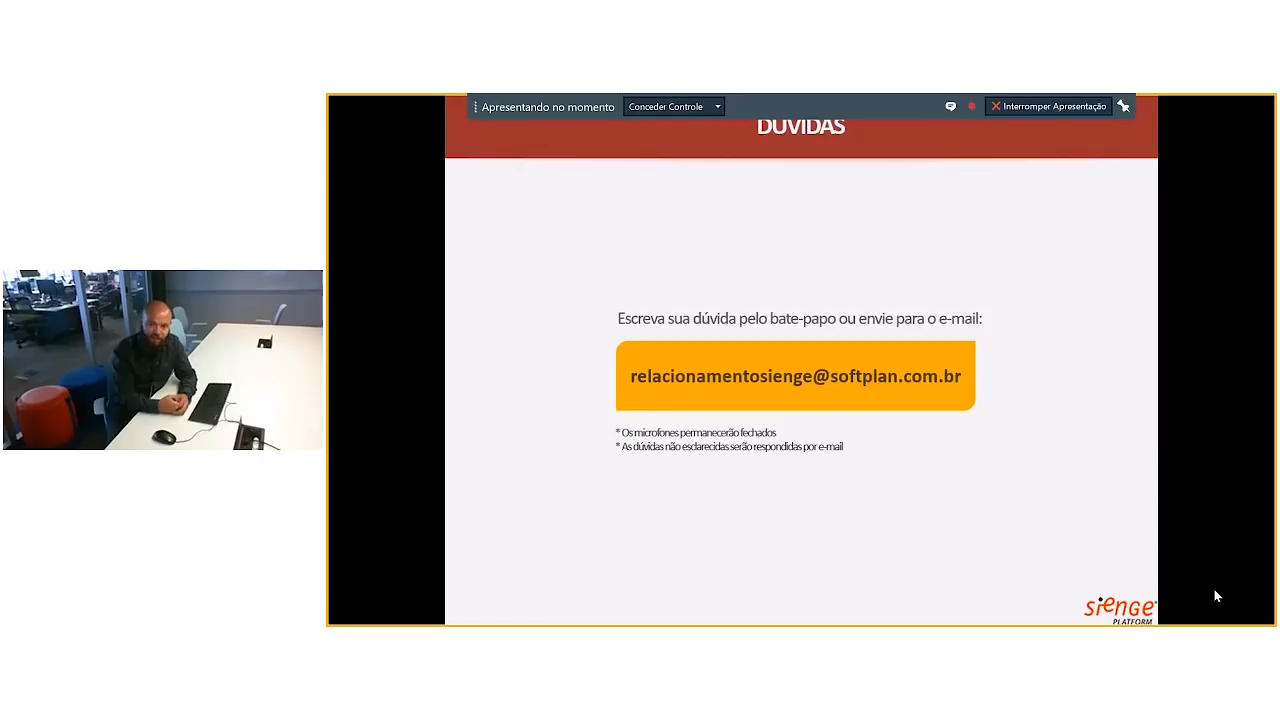 Apresentando no momento
Conceder Controle
Interromper Apresentação
DÚVIDAS
Escreva sua dúvida pelo bate-papo ou envie para o e-mail:
relacionamentosienge@softplan.com.br
* Os microfones permanecerão fechados
* As dúvidas não esclarecidas serão respondidas por e-mail
sienge
PLATFORM